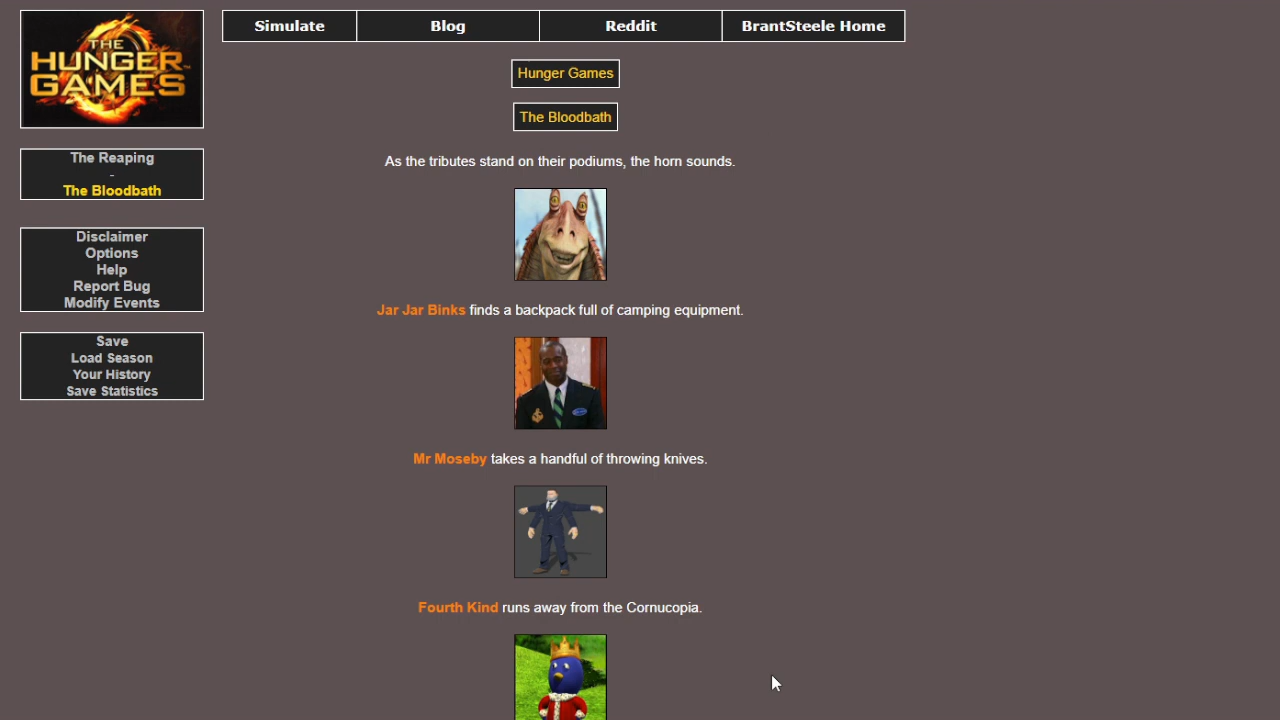 THE
HUNGER
GAMES
Simulate
Blog
Reddit
BrantSteele Home
The Reaping
-
The Bloodbath
Disclaimer
Options
Help
Report Bug
Modify Events
Save
Load Season
Your History
Save Statistics
Hunger Games
The Bloodbath
As the tributes stand on their podiums, the horn sounds.
Jar Jar Binks finds a backpack full of camping equipment.
Mr Moseby takes a handful of throwing knives.
Fourth Kind runs away from the Cornucopia.